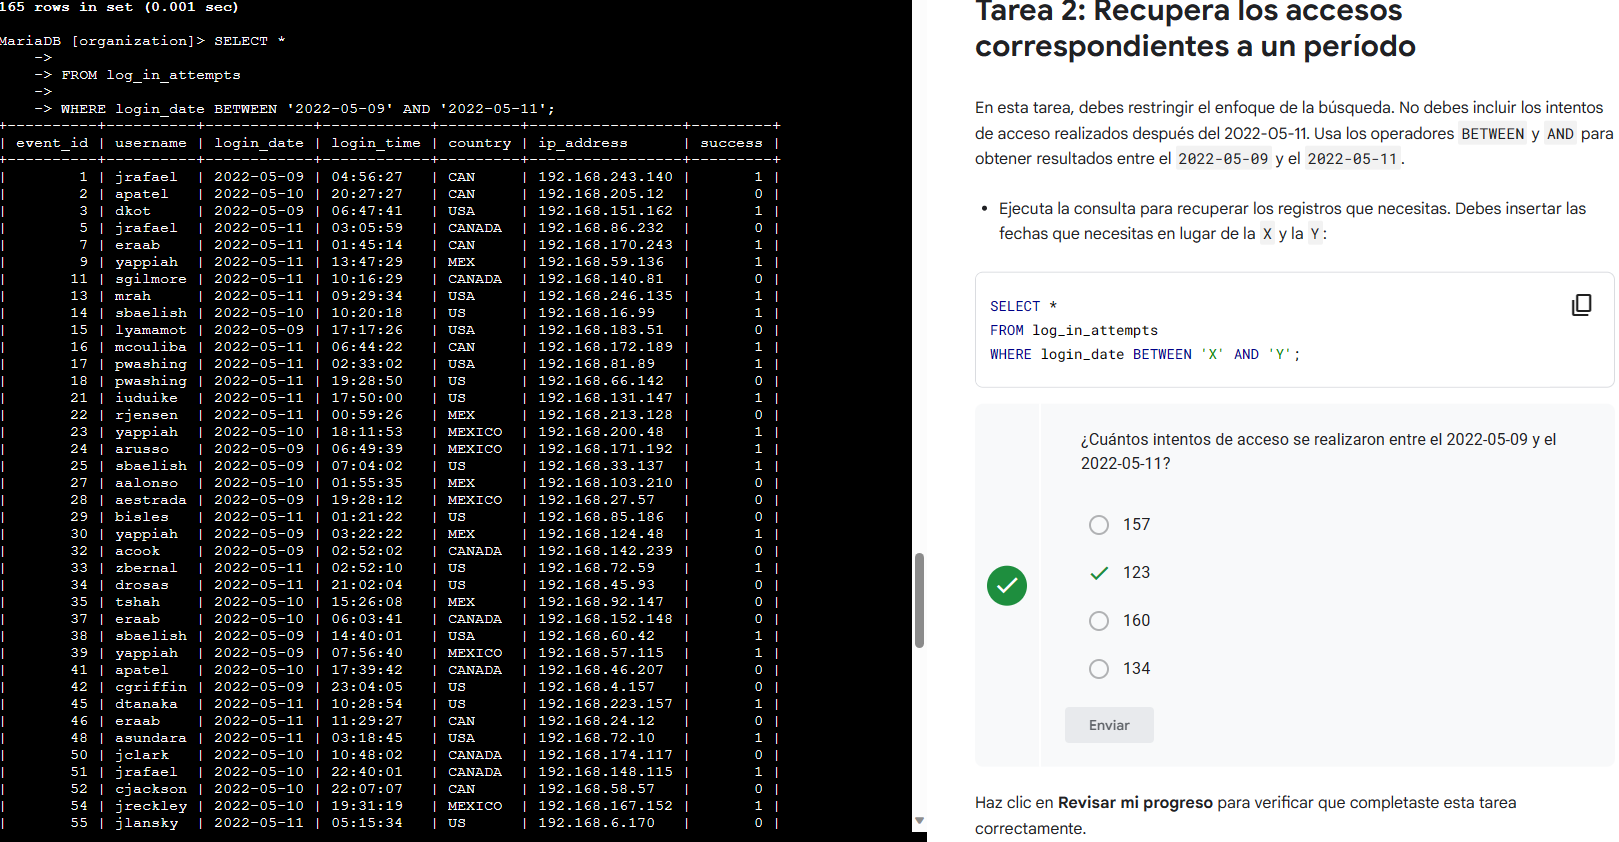 165 rows in set (0.001 sec)
MariaDB [organization]> SELECT *
->
-> FROM log_in_attempts
->
-> WHERE login_date BETWEEN '2022-05-09' AND '2022-05-11';
+----------+----------+------------+------------+---------+-----------------+---------+
| event_id | username | login_date | login_time | country | ip_address | success |
+----------+----------+------------+------------+---------+-----------------+---------+
| 1 | jrafael | 2022-05-09 | 04:56:27 | CAN | 192.168.243.140 | 1 |
| 2 | apatel | 2022-05-10 | 20:27:27 | CAN | 192.168.205.12 | 0 |
| 3 | dkot | 2022-05-09 | 06:47:41 | USA | 192.168.151.162 | 1 |
| 5 | jrafael | 2022-05-11 | 03:05:59 | CANADA | 192.168.86.232 | 0 |
| 7 | eraab | 2022-05-11 | 01:45:14 | CAN | 192.168.170.243 | 1 |
| 9 | yappiah | 2022-05-11 | 13:47:29 | MEX | 192.168.59.136 | 1 |
| 11 | sgilmore | 2022-05-11 | 10:16:29 | CANADA | 192.168.140.81 | 0 |
| 13 | mrah | 2022-05-11 | 09:29:34 | USA | 192.168.246.135 | 1 |
| 14 | sbaelish | 2022-05-10 | 10:20:18 | US | 192.168.16.99 | 1 |
| 15 | lyamamot | 2022-05-09 | 17:17:26 | USA | 192.168.183.51 | 0 |
| 16 | mcouliba | 2022-05-11 | 06:44:22 | CAN | 192.168.172.189 | 1 |
| 17 | pwashing | 2022-05-11 | 02:33:02 | USA | 192.168.81.89 | 1 |
| 18 | pwashing | 2022-05-11 | 19:28:50 | US | 192.168.66.142 | 0 |
| 21 | iuduike | 2022-05-11 | 17:50:00 | US | 192.168.131.147 | 1 |
| 22 | rjensen | 2022-05-11 | 00:59:26 | MEX | 192.168.213.128 | 0 |
| 23 | yappiah | 2022-05-10 | 18:11:53 | MEXICO | 192.168.200.48 | 1 |
| 24 | arusso | 2022-05-09 | 06:49:39 | MEXICO | 192.168.171.192 | 1 |
| 25 | sbaelish | 2022-05-09 | 07:04:02 | US | 192.168.33.137 | 1 |
| 27 | aalonso | 2022-05-10 | 01:55:35 | MEX | 192.168.103.210 | 0 |
| 28 | aestrada | 2022-05-09 | 19:28:12 | MEXICO | 192.168.27.57 | 0 |
| 29 | bisles | 2022-05-11 | 01:21:22 | US | 192.168.85.186 | 0 |
| 30 | yappiah | 2022-05-09 | 03:22:22 | MEX | 192.168.124.48 | 1 |
| 32 | acook | 2022-05-09 | 02:52:02 | CANADA | 192.168.142.239 | 0 |
| 33 | zbernal | 2022-05-11 | 02:52:10 | US | 192.168.72.59 | 1 |
| 34 | drosas | 2022-05-11 | 21:02:04 | US | 192.168.45.93 | 0 |
| 35 | tshah | 2022-05-10 | 15:26:08 | MEX | 192.168.92.147 | 0 |
| 37 | eraab | 2022-05-10 | 06:03:41 | CANADA | 192.168.152.148 | 0 |
| 38 | sbaelish | 2022-05-09 | 14:40:01 | USA | 192.168.60.42 | 1 |
| 39 | yappiah | 2022-05-09 | 07:56:40 | MEXICO | 192.168.57.115 | 1 |
| 41 | apatel | 2022-05-10 | 17:39:42 | CANADA | 192.168.46.207 | 0 |
| 42 | cgriffin | 2022-05-09 | 23:04:05 | US | 192.168.4.157 | 0 |
| 45 | dtanaka | 2022-05-11 | 10:28:54 | US | 192.168.223.157 | 1 |
| 46 | eraab | 2022-05-11 | 11:29:27 | CAN | 192.168.24.12 | 0 |
| 48 | asundara | 2022-05-11 | 03:18:45 | USA | 192.168.72.10 | 1 |
| 50 | jclark | 2022-05-10 | 10:48:02 | CANADA | 192.168.174.117 | 0 |
| 51 | jrafael | 2022-05-10 | 22:40:01 | CANADA | 192.168.148.115 | 1 |
| 52 | cjackson | 2022-05-10 | 22:07:07 | CAN | 192.168.58.57 | 0 |
| 54 | jreckley | 2022-05-10 | 19:31:19 | MEXICO | 192.168.167.152 | 1 |
| 55 | jlansky | 2022-05-11 | 05:15:34 | US | 192.168.6.170 | 0 |
Tarea 2: Recupera los accesos
correspondientes a un período
En esta tarea, debes restringir el enfoque de la búsqueda. No debes incluir los intentos
de acceso realizados después del 2022-05-11. Usa los operadores BETWEEN y AND para
obtener resultados entre el 2022-05-09 y el 2022-05-11.
• Ejecuta la consulta para recuperar los registros que necesitas. Debes insertar las
fechas que necesitas en lugar de la X y la Y:
SELECT *
FROM log_in_attempts
WHERE login_date BETWEEN 'X' AND 'Y';
¿Cuántos intentos de acceso se realizaron entre el 2022-05-09 y el
2022-05-11?
157
123
160
134
Enviar
Haz clic en Revisar mi progreso para verificar que completaste esta tarea
correctamente.